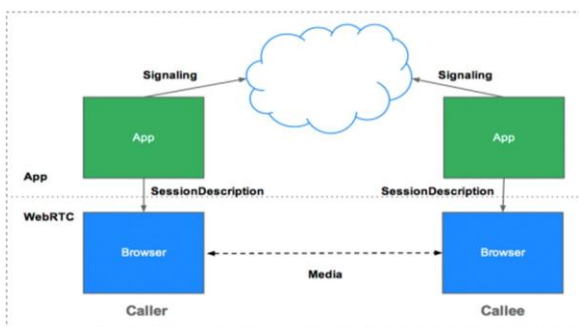 Signaling
Signaling
App
App
App
SessionDescription
SessionDescription
WebRTC
Browser
Browser
Media
Caller
Callee